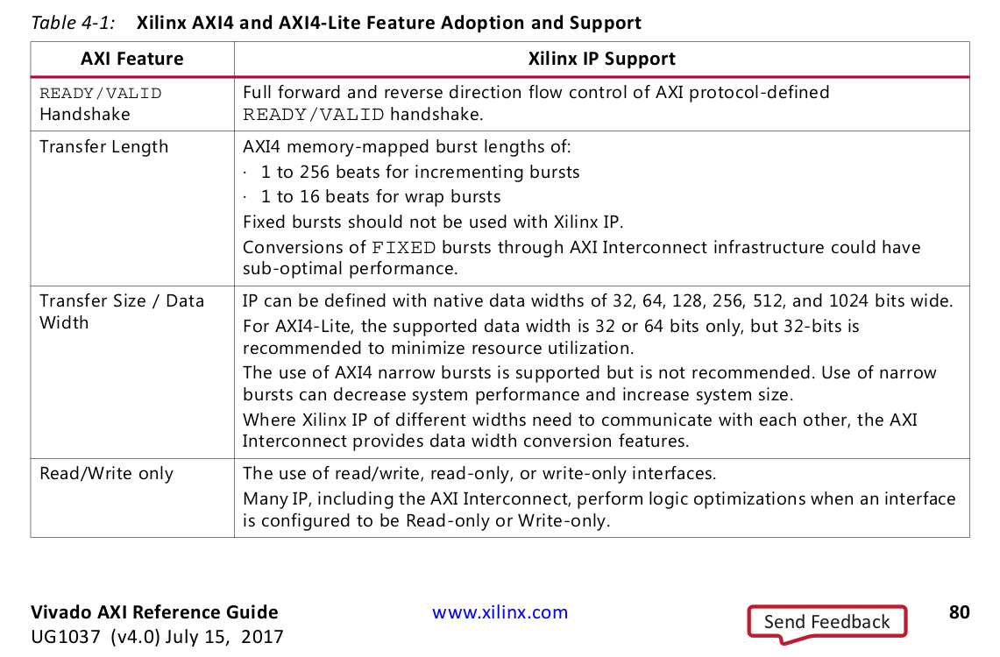 Table 4-1: Xilinx AXI4 and AXI4-Lite Feature Adoption and Support
AXI Feature
Xilinx IP Support
READY/VALID
Handshake
Full forward and reverse direction flow control of AXI protocol-defined
READY/VALID handshake.
Transfer Length
AXI4 memory-mapped burst lengths of:
· 1 to 256 beats for incrementing bursts
· 1 to 16 beats for wrap bursts
Fixed bursts should not be used with Xilinx IP.
Conversions of FIXED bursts through AXI Interconnect infrastructure could have
sub-optimal performance.
Transfer Size / Data
Width
IP can be defined with native data widths of 32, 64, 128, 256, 512, and 1024 bits wide.
For AXI4-Lite, the supported data width is 32 or 64 bits only, but 32-bits is
recommended to minimize resource utilization.
The use of AXI4 narrow bursts is supported but is not recommended. Use of narrow
bursts can decrease system performance and increase system size.
Where Xilinx IP of different widths need to communicate with each other, the AXI
Interconnect provides data width conversion features.
Read/Write only
The use of read/write, read-only, or write-only interfaces.
Many IP, including the AXI Interconnect, perform logic optimizations when an interface
is configured to be Read-only or Write-only.
Vivado AXI Reference Guide
UG1037 (v4.0) July 15, 2017
www.xilinx.com
Send Feedback
80